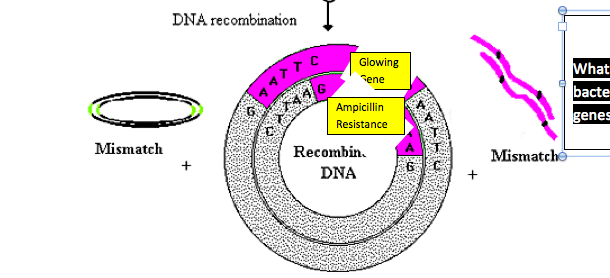 DNA recombination
Glowing
Gene
What
bacte
genes
G A A T T C
C T T A A G
Ampicillin
Resistance
A A T T C
A G
Mismatch
Recombin
DNA
Mismatch
+
+